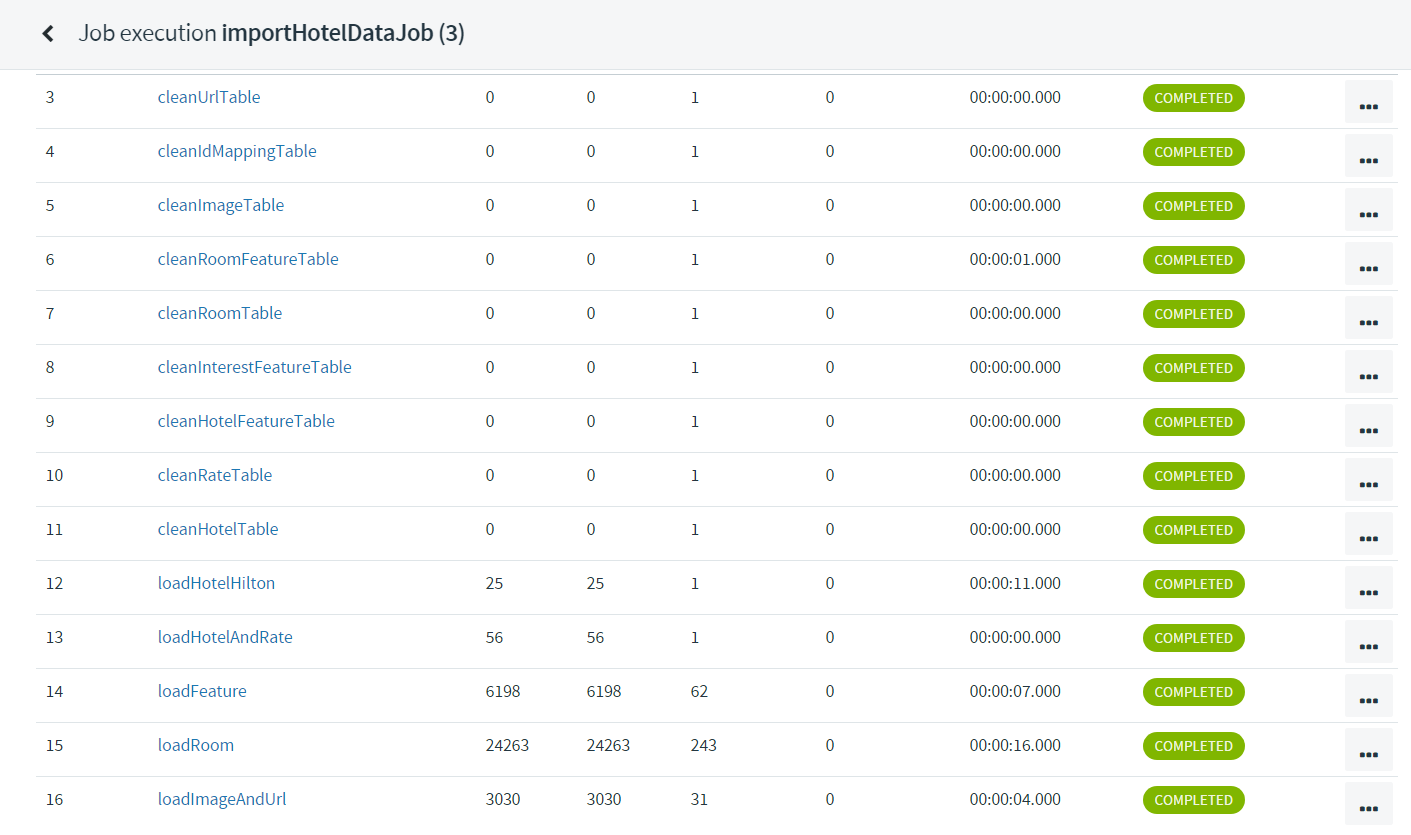 Job execution importHotelDataJob (3)
3 cleanUrlTable 0 0 1 0 00:00:00.000 COMPLETED
4 cleanIdMappingTable 0 0 1 0 00:00:00.000 COMPLETED
5 cleanImageTable 0 0 1 0 00:00:00.000 COMPLETED
6 cleanRoomFeatureTable 0 0 1 0 00:00:01.000 COMPLETED
7 cleanRoomTable 0 0 1 0 00:00:00.000 COMPLETED
8 cleanInterestFeatureTable 0 0 1 0 00:00:00.000 COMPLETED
9 cleanHotelFeatureTable 0 0 1 0 00:00:00.000 COMPLETED
10 cleanRateTable 0 0 1 0 00:00:00.000 COMPLETED
11 cleanHotelTable 0 0 1 0 00:00:00.000 COMPLETED
12 loadHotelHilton 25 25 1 0 00:00:11.000 COMPLETED
13 loadHotelAndRate 56 56 1 0 00:00:00.000 COMPLETED
14 loadFeature 6198 6198 62 0 00:00:07.000 COMPLETED
15 loadRoom 24263 24263 243 0 00:00:16.000 COMPLETED
16 loadImageAndUrl 3030 3030 31 0 00:00:04.000 COMPLETED